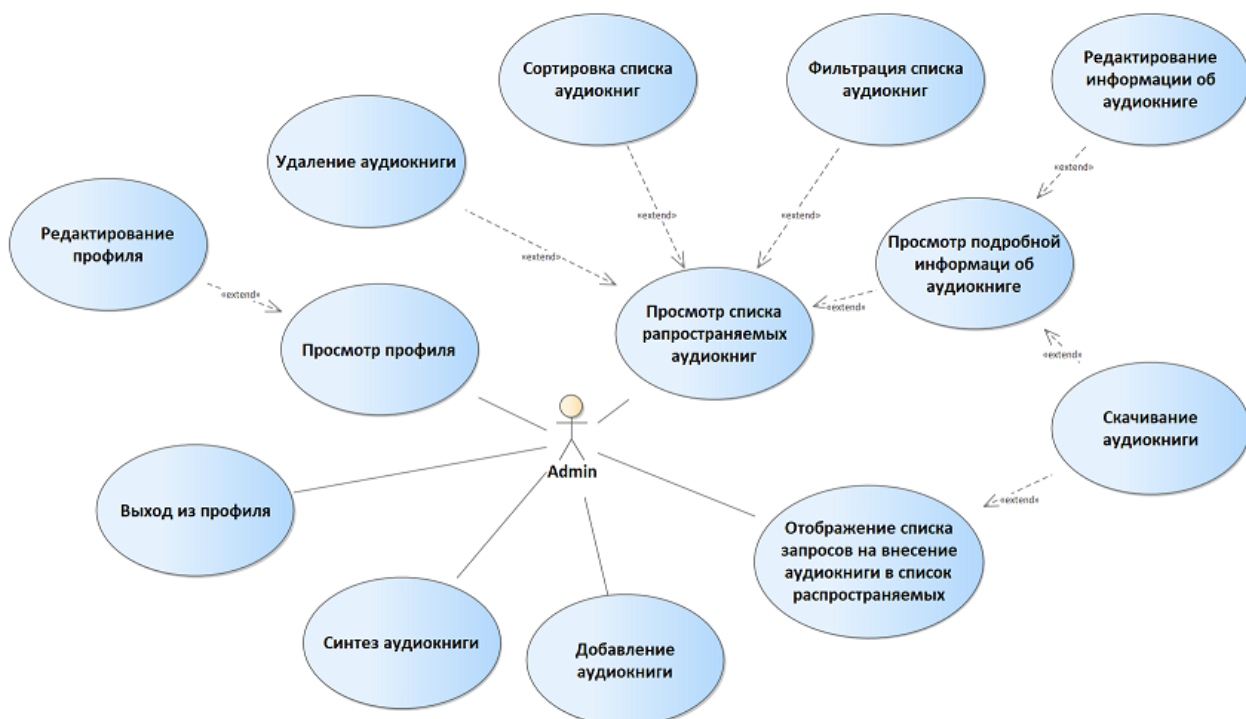 Сортировка списка
аудиокниг
Фильтрация списка
аудиокниг
Редактирование
информации об
аудиокниге
Удаление аудиокниги
«extend»
«extend»
«extend»
Редактирование
профиля
Просмотр подробной
информаци об
аудиокниге
«extend»
«extend»
Просмотр профиля
Просмотр списка
рапространяемых
аудиокниг
«extend»
«extend»
Скачивание
аудиокниги
Admin
Выход из профиля
«extend»
Отображение списка
запросов на внесение
аудиокниги в список
распространяемых
Синтез аудиокниги
Добавление
аудиокниги